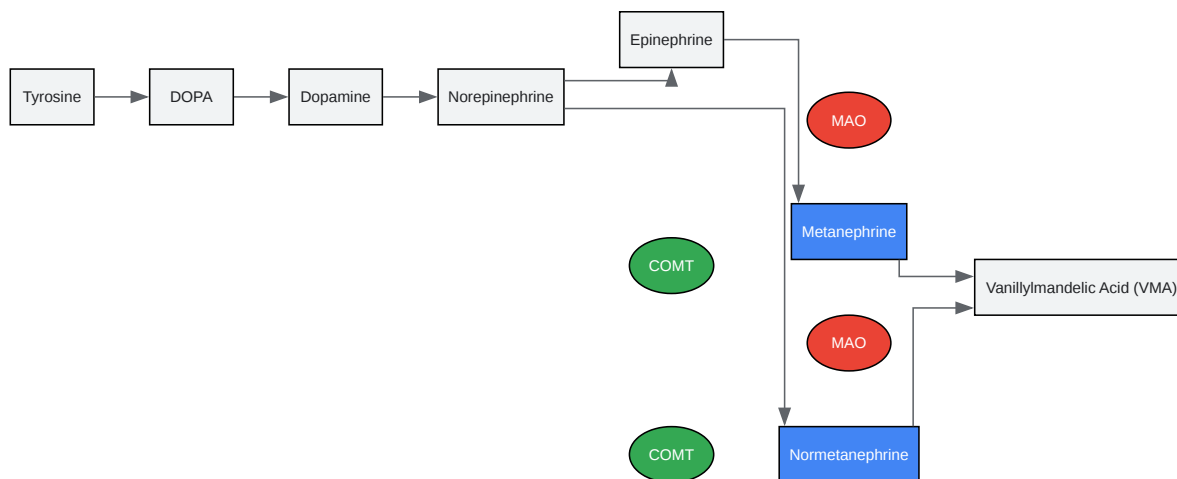 Epinephrine
Tyrosine
DOPA
Dopamine
Norepinephrine
MAO
Metanephrine
COMT
Vanillylmandelic Acid (VMA)
MAO
COMT
Normetanephrine